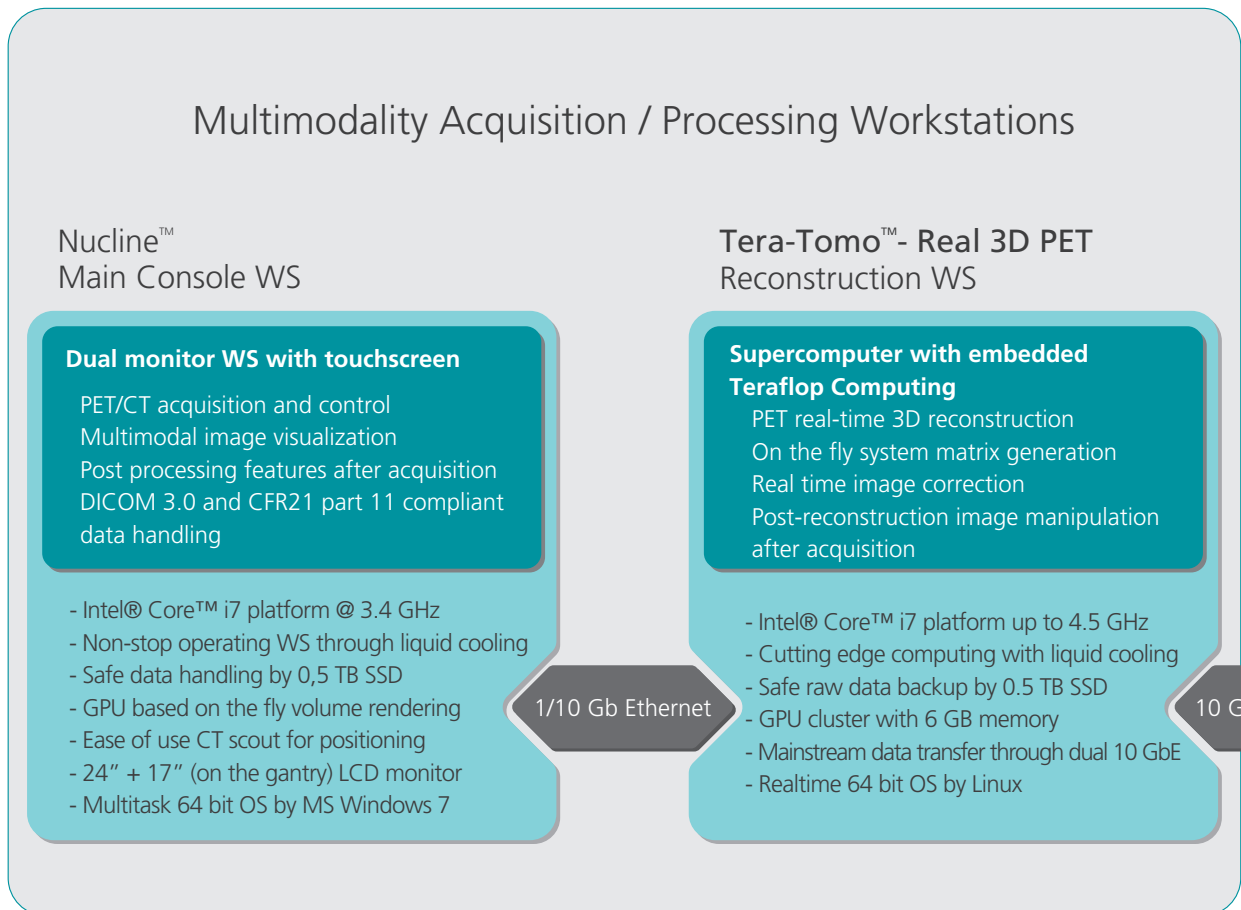 Multimodality Acquisition / Processing Workstations
Nucline™
Main Console WS
Dual monitor WS with touchscreen
PET/CT acquisition and control
Multimodal image visualization
Post processing features after acquisition
DICOM 3.0 and CFR21 part 11 compliant
data handling
- Intel® Core™ i7 platform @ 3.4 GHz
- Non-stop operating WS through liquid cooling
- Safe data handling by 0,5 TB SSD
- GPU based on the fly volume rendering
- Ease of use CT scout for positioning
- 24” + 17” (on the gantry) LCD monitor
- Multitask 64 bit OS by MS Windows 7
1/10 Gb Ethernet
Tera-Tomo™- Real 3D PET
Reconstruction WS
Supercomputer with embedded
Teraflop Computing
PET real-time 3D reconstruction
On the fly system matrix generation
Real time image correction
Post-reconstruction image manipulation
after acquisition
- Intel® Core™ i7 platform up to 4.5 GHz
- Cutting edge computing with liquid cooling
- Safe raw data backup by 0.5 TB SSD
- GPU cluster with 6 GB memory
- Mainstream data transfer through dual 10 GbE
- Realtime 64 bit OS by Linux
10